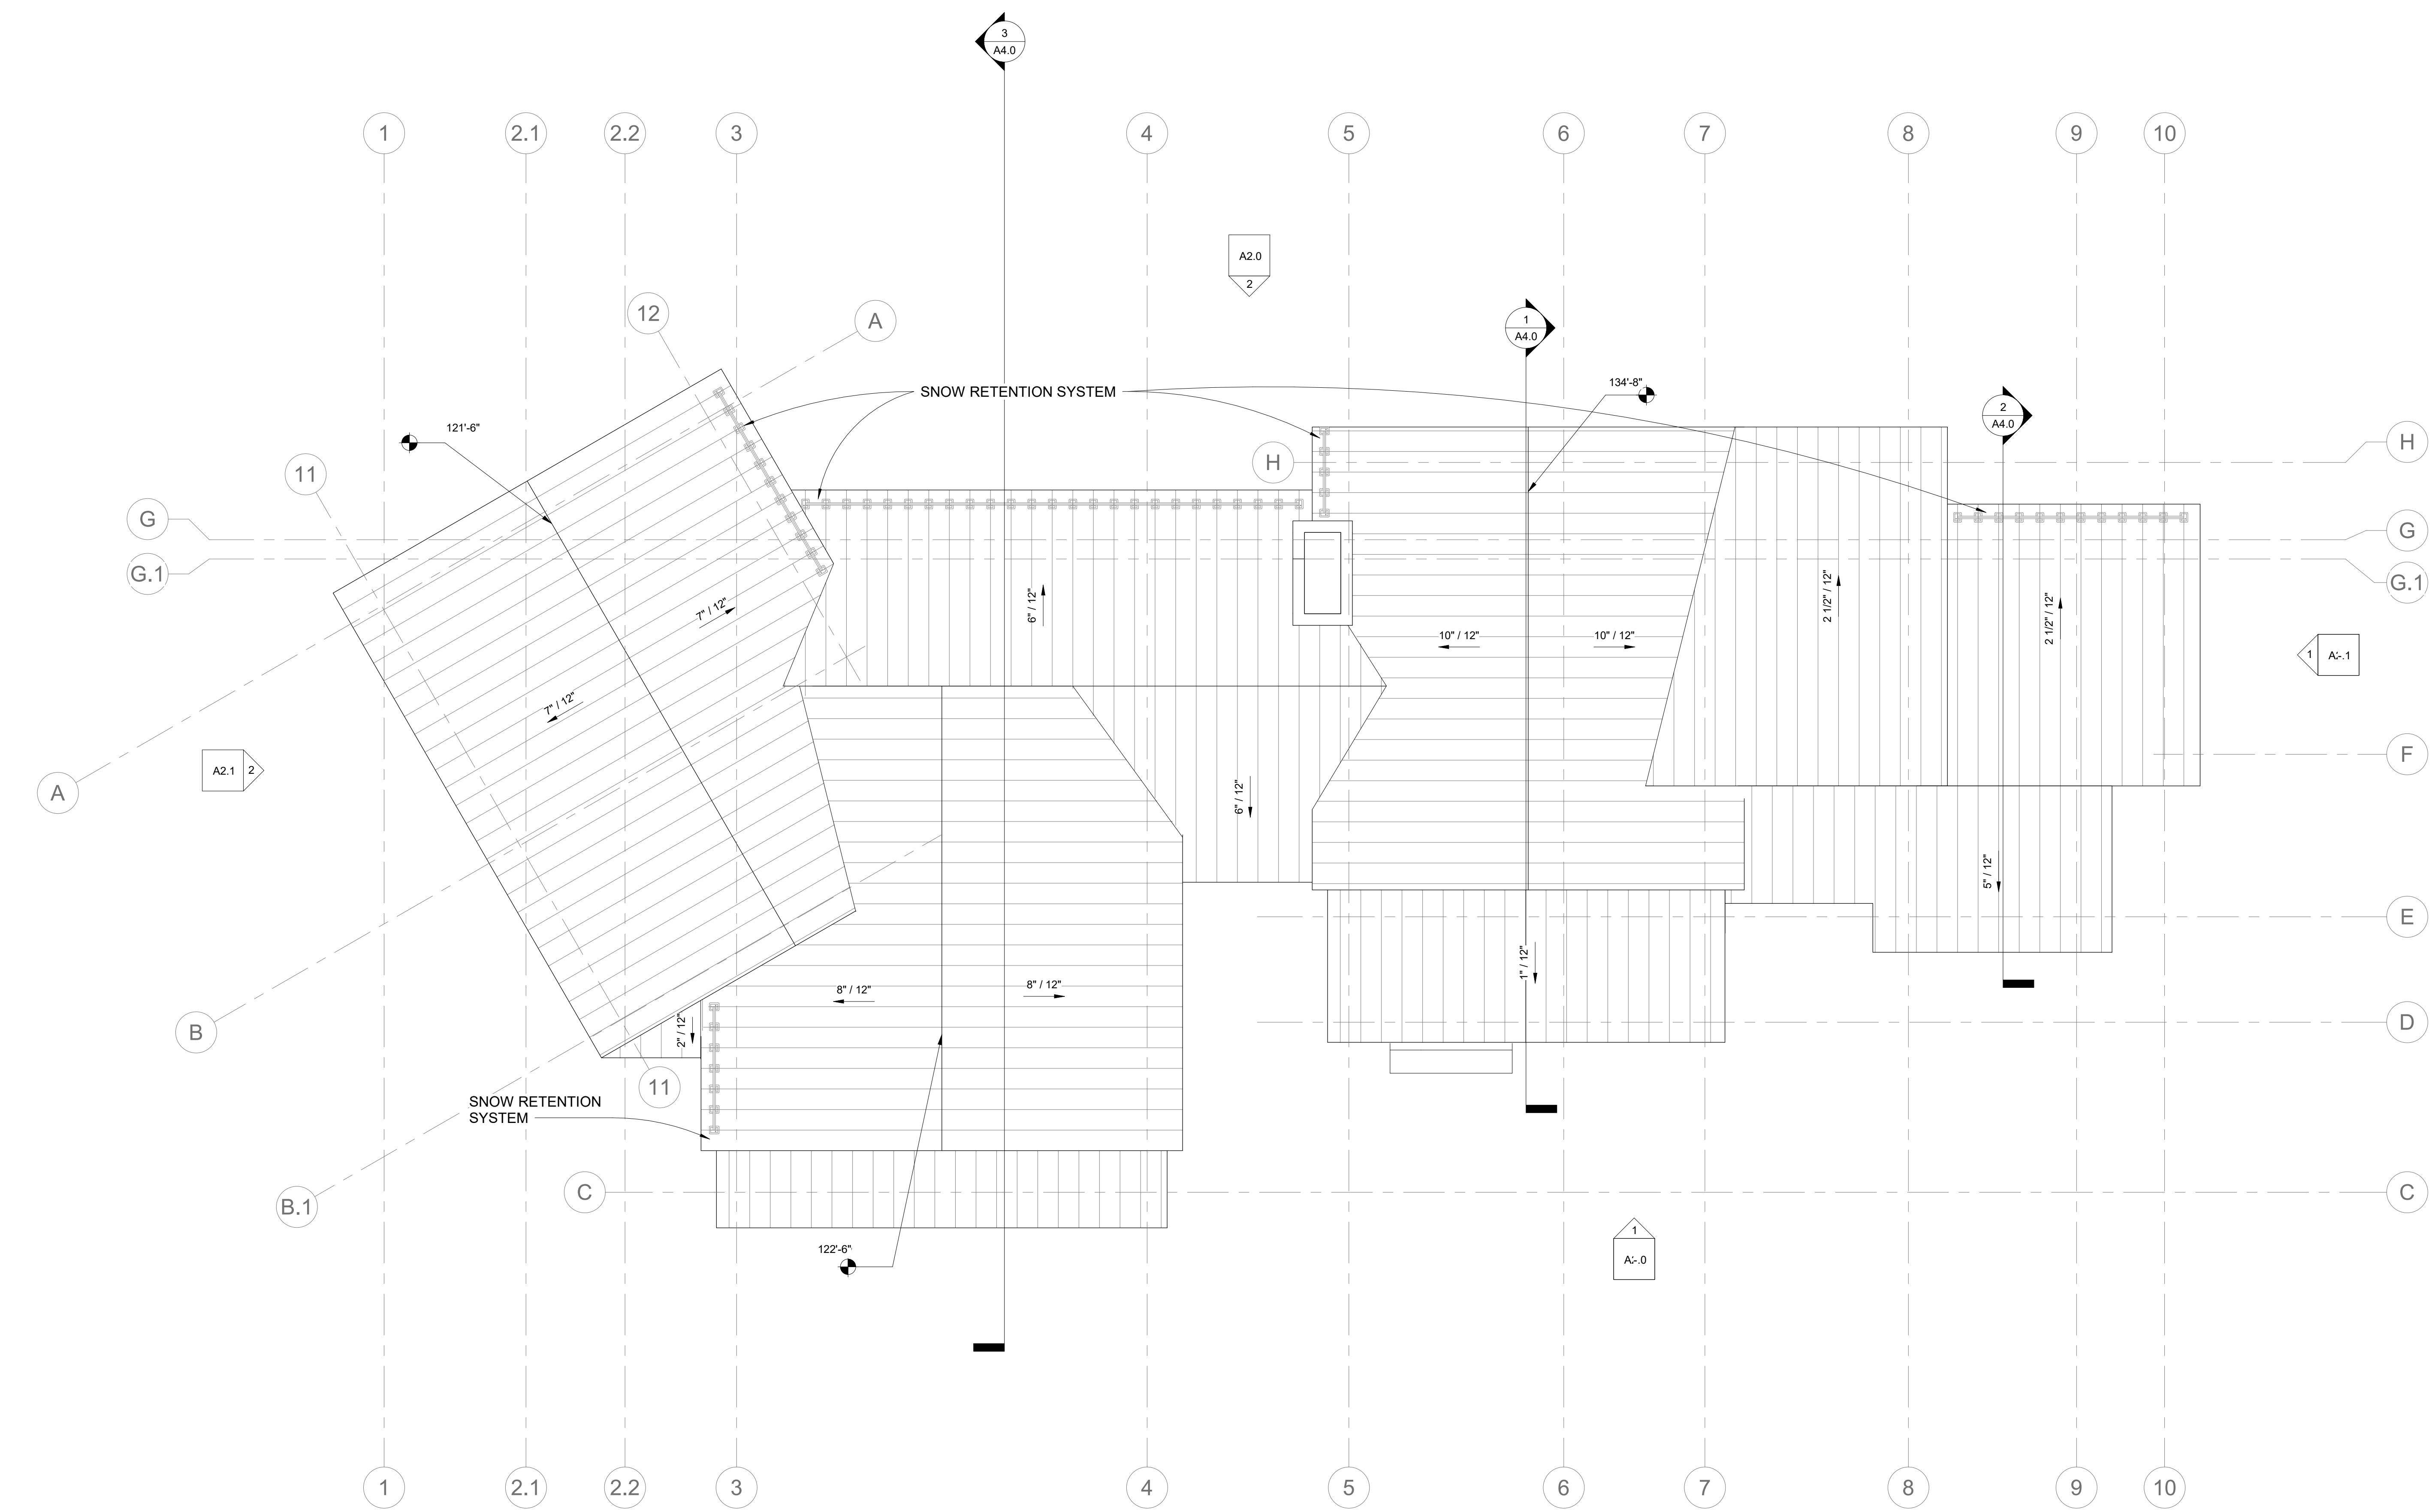 3
A4.0
1
2.1
2.2
3
4
5
6
7
8
9
10
A2.0
2
12
A
1
A4.0
134'-8"
SNOW RETENTION SYSTEM
2
A4.0
121'-6"
H
H
11
G
G
G.1
G.1
7" / 12"
6" / 12"
2 1/2" / 12"
2 1/2" / 12"
10" / 12"
10" / 12"
1
7" / 12"
F
A2.1
2
A
6" / 12"
5" / 12"
E
1" / 12"
8" / 12"
8" / 12"
B
2" / 12"
D
11
SNOW RETENTION
SYSTEM
C
C
B.1
1
122'-6"
1
2.1
2.2
3
4
5
6
7
8
9
10